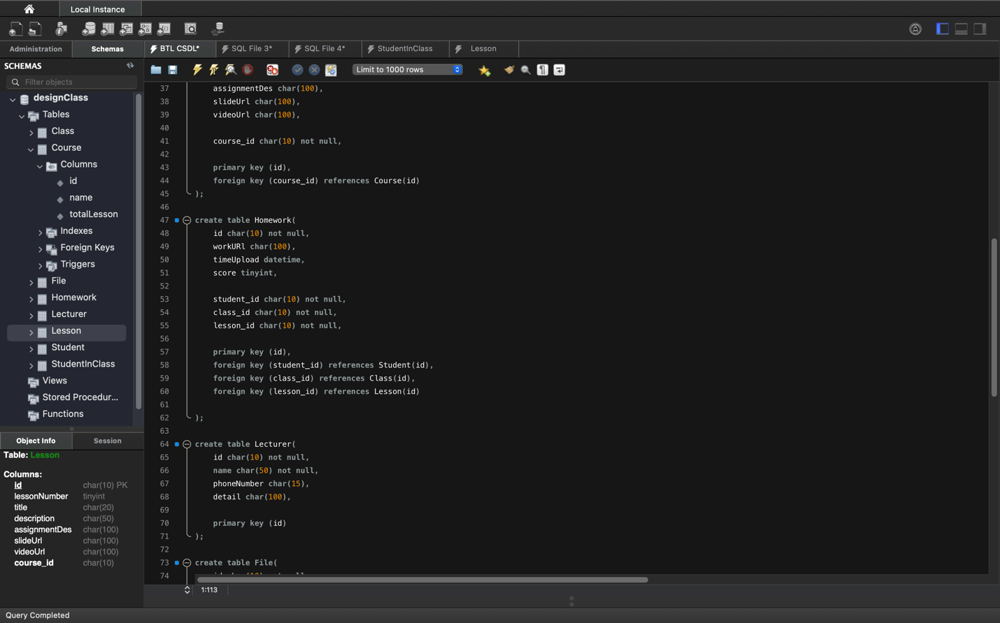 Local Instance
Administration
Schemas
BTL CSDL*
SQL File 3*
SQL File 4*
StudentInClass
Lesson
SCHEMAS
Filter objects
Limit to 1000 rows
designClass
Tables
Class
Course
Columns
id
name
totalLesson
Indexes
Foreign Keys
Triggers
File
Homework
Lecturer
Lesson
Student
StudentInClass
Views
Stored Procedur...
Functions
Object Info
Session
Table: Lesson
Columns:
id char(10) PK
lessonNumber tinyint
title char(20)
description char(50)
assignmentDes char(100)
slideUrl char(100)
videoUrl char(100)
course_id char(10)
37 assignmentDes char(100),
38 slideUrl char(100),
39 videoUrl char(100),
40
41 course_id char(10) not null,
42
43 primary key (id),
44 foreign key (course_id) references Course(id)
45 );
46
47 create table Homework(
48 id char(10) not null,
49 workURl char(100),
50 timeUpload datetime,
51 score tinyint,
52
53 student_id char(10) not null,
54 class_id char(10) not null,
55 lesson_id char(10) not null,
56
57 primary key (id),
58 foreign key (student_id) references Student(id),
59 foreign key (class_id) references Class(id),
60 foreign key (lesson_id) references Lesson(id)
61
62 );
63
64 create table Lecturer(
65 id char(10) not null,
66 name char(50) not null,
67 phoneNumber char(15),
68 detail char(100),
69
70 primary key (id)
71 );
72
73 create table File(
74
1:113
Query Completed